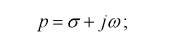 p = σ + jω;